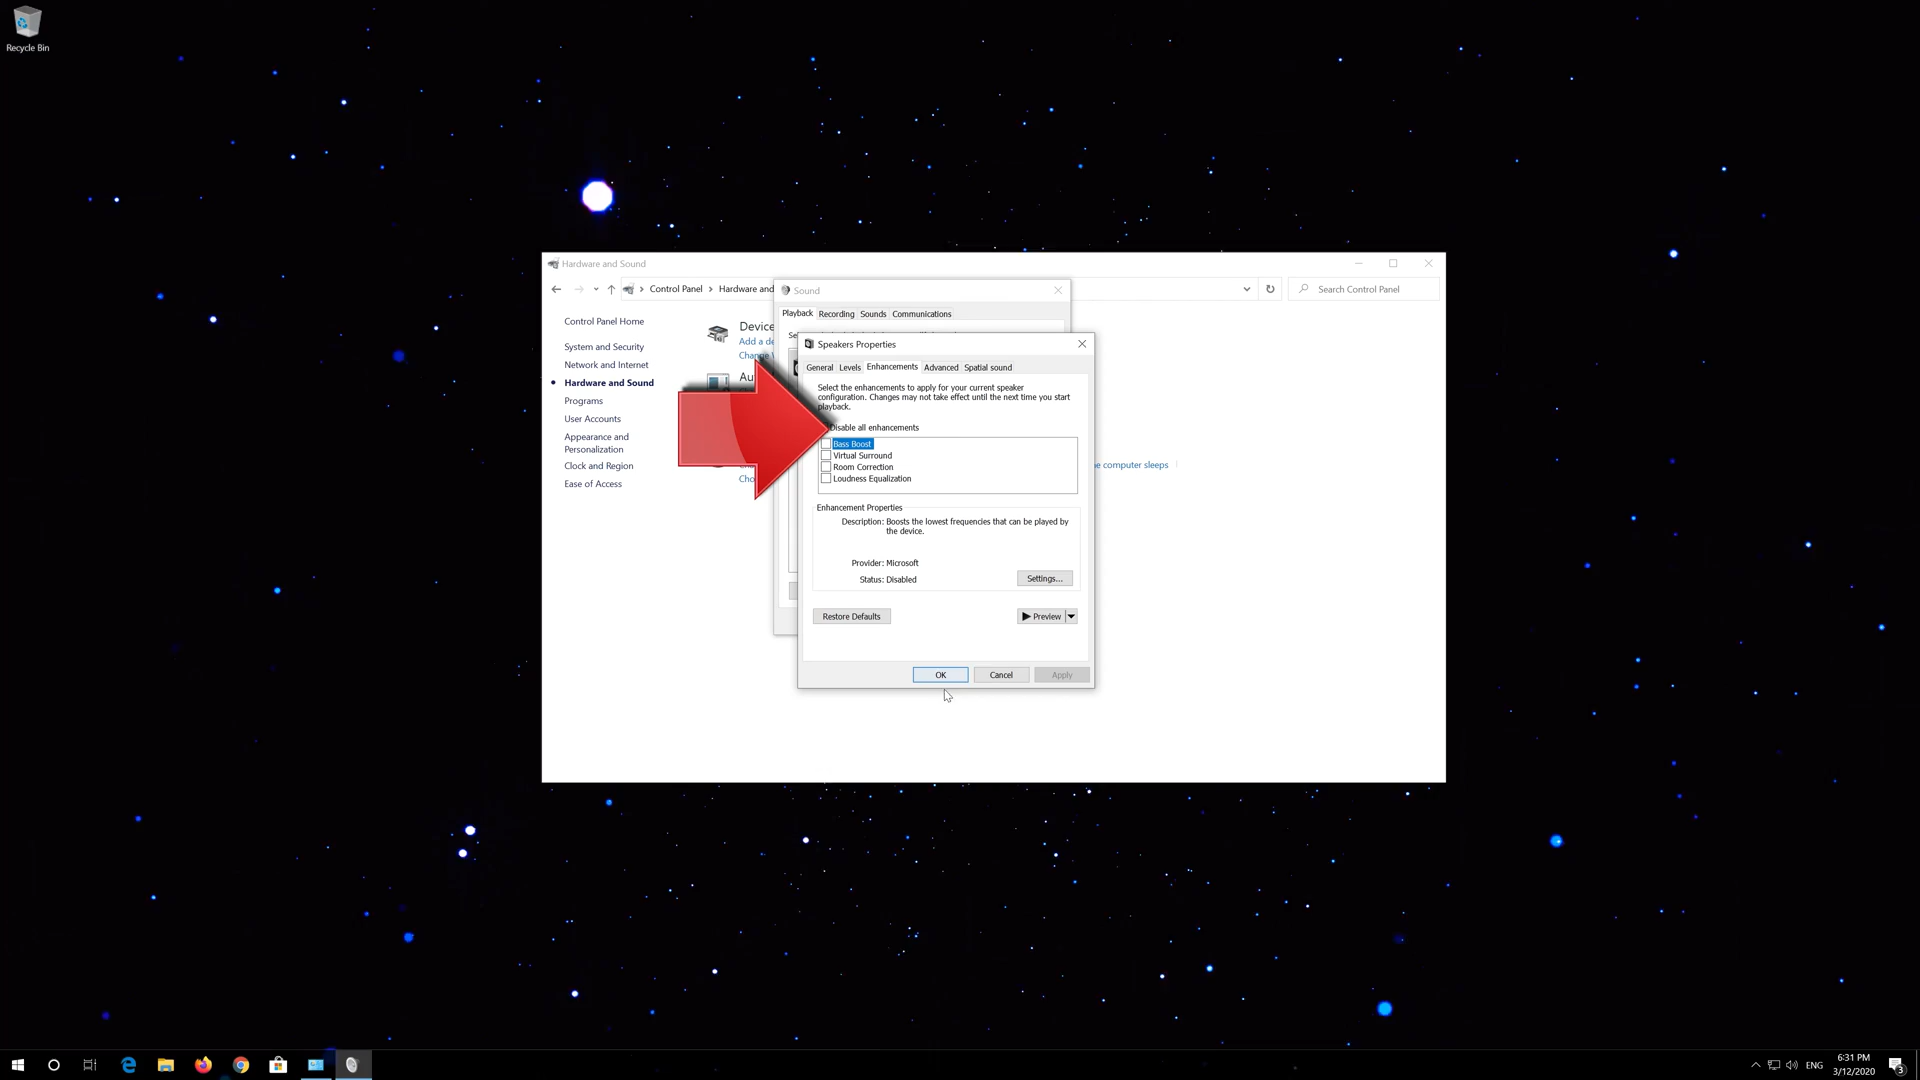 Recycle Bin
Hardware and Sound
Control Panel
Hardware and
Search Control Panel
Control Panel Home
System and Security
Network and Internet
Hardware and Sound
Programs
User Accounts
Appearance and
Personalization
Clock and Region
Ease of Access
Add a de
Change
e computer sleeps
Sound
Playback Recording Sounds Communications
Speakers Properties
General Levels Enhancements Advanced Spatial sound
Select the enhancements to apply for your current speaker
configuration. Changes may not take effect until the next time you start
playback.
Disable all enhancements
Bass Boost
Virtual Surround
Room Correction
Loudness Equalization
Enhancement Properties
Description: Boosts the lowest frequencies that can be played by
the device.
Provider: Microsoft
Status: Disabled
Settings...
Restore Defaults
Preview
OK
Cancel
Apply
ENG
6:31 PM
3/12/2020
3